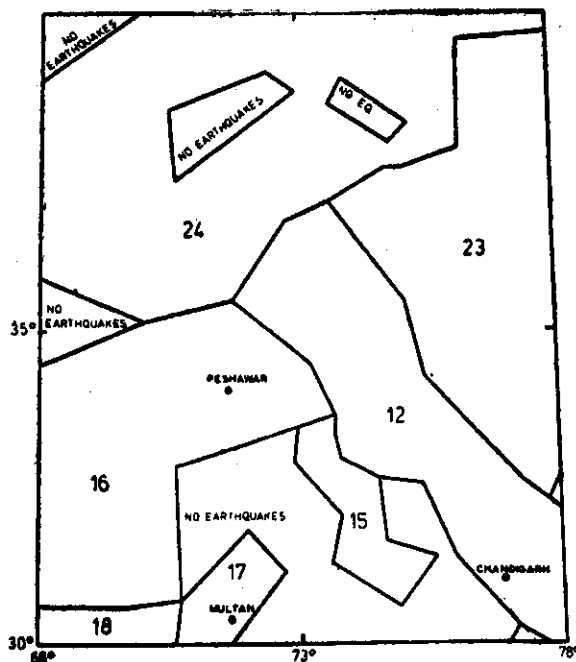 NO
EARTHQUAKES
NO EARTHQUAKES
NO EQ
24
23
NO
EARTHQUAKES
35°
PESHAWAR
12
16
15
NO EARTHQUAKES
17
CHANDIGARH
MULTAN
18
30°
68°
73°
78°